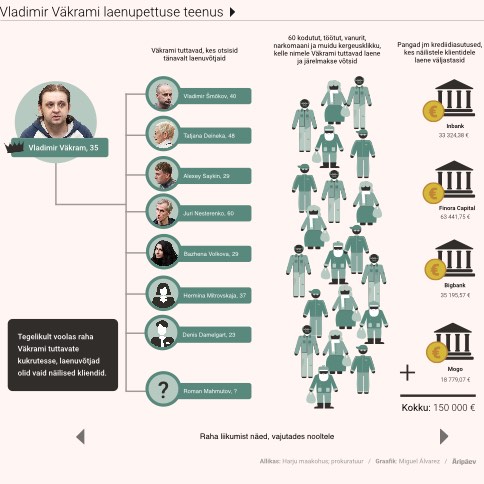 Vladimir Väkrami laenupettuse teenus
Väkrami tuttavad, kes otsisid
tänavalt laenuvõtjaid
60 kodutut, töötut, vanurit,
narkomaani ja muidu kergeusklikku,
kelle nimele Väkrami tuttavad laene
ja järelmakse võtsid
Pangad jm krediidiasutused,
kes näilistele klientidele
laene väljastasid
Vladimir Väkram, 35
Vladimir Šmõkov, 40
Tatjana Deineka, 48
Alexey Saykin, 29
Juri Nesterenko, 60
Bazhena Volkova, 29
Hermina Mitrovskaja, 37
Denis Damelgart, 23
?
Roman Mahmutov, ?
Inbank
33 324,38 €
Finora Capital
63 441,75 €
Bigbank
35 195,57 €
Mogo
18 779,07 €
+
Kokku: 150 000 €
Tegelikult voolas raha
Väkrami tuttavate
kukrutesse, laenuvõtjad
olid vaid näilised kliendid.
Raha liikumist näed, vajutades nooltele
Allikas: Harju maakohus, prokuratuur / Graafik: Miguel Álvarez / Äripäev